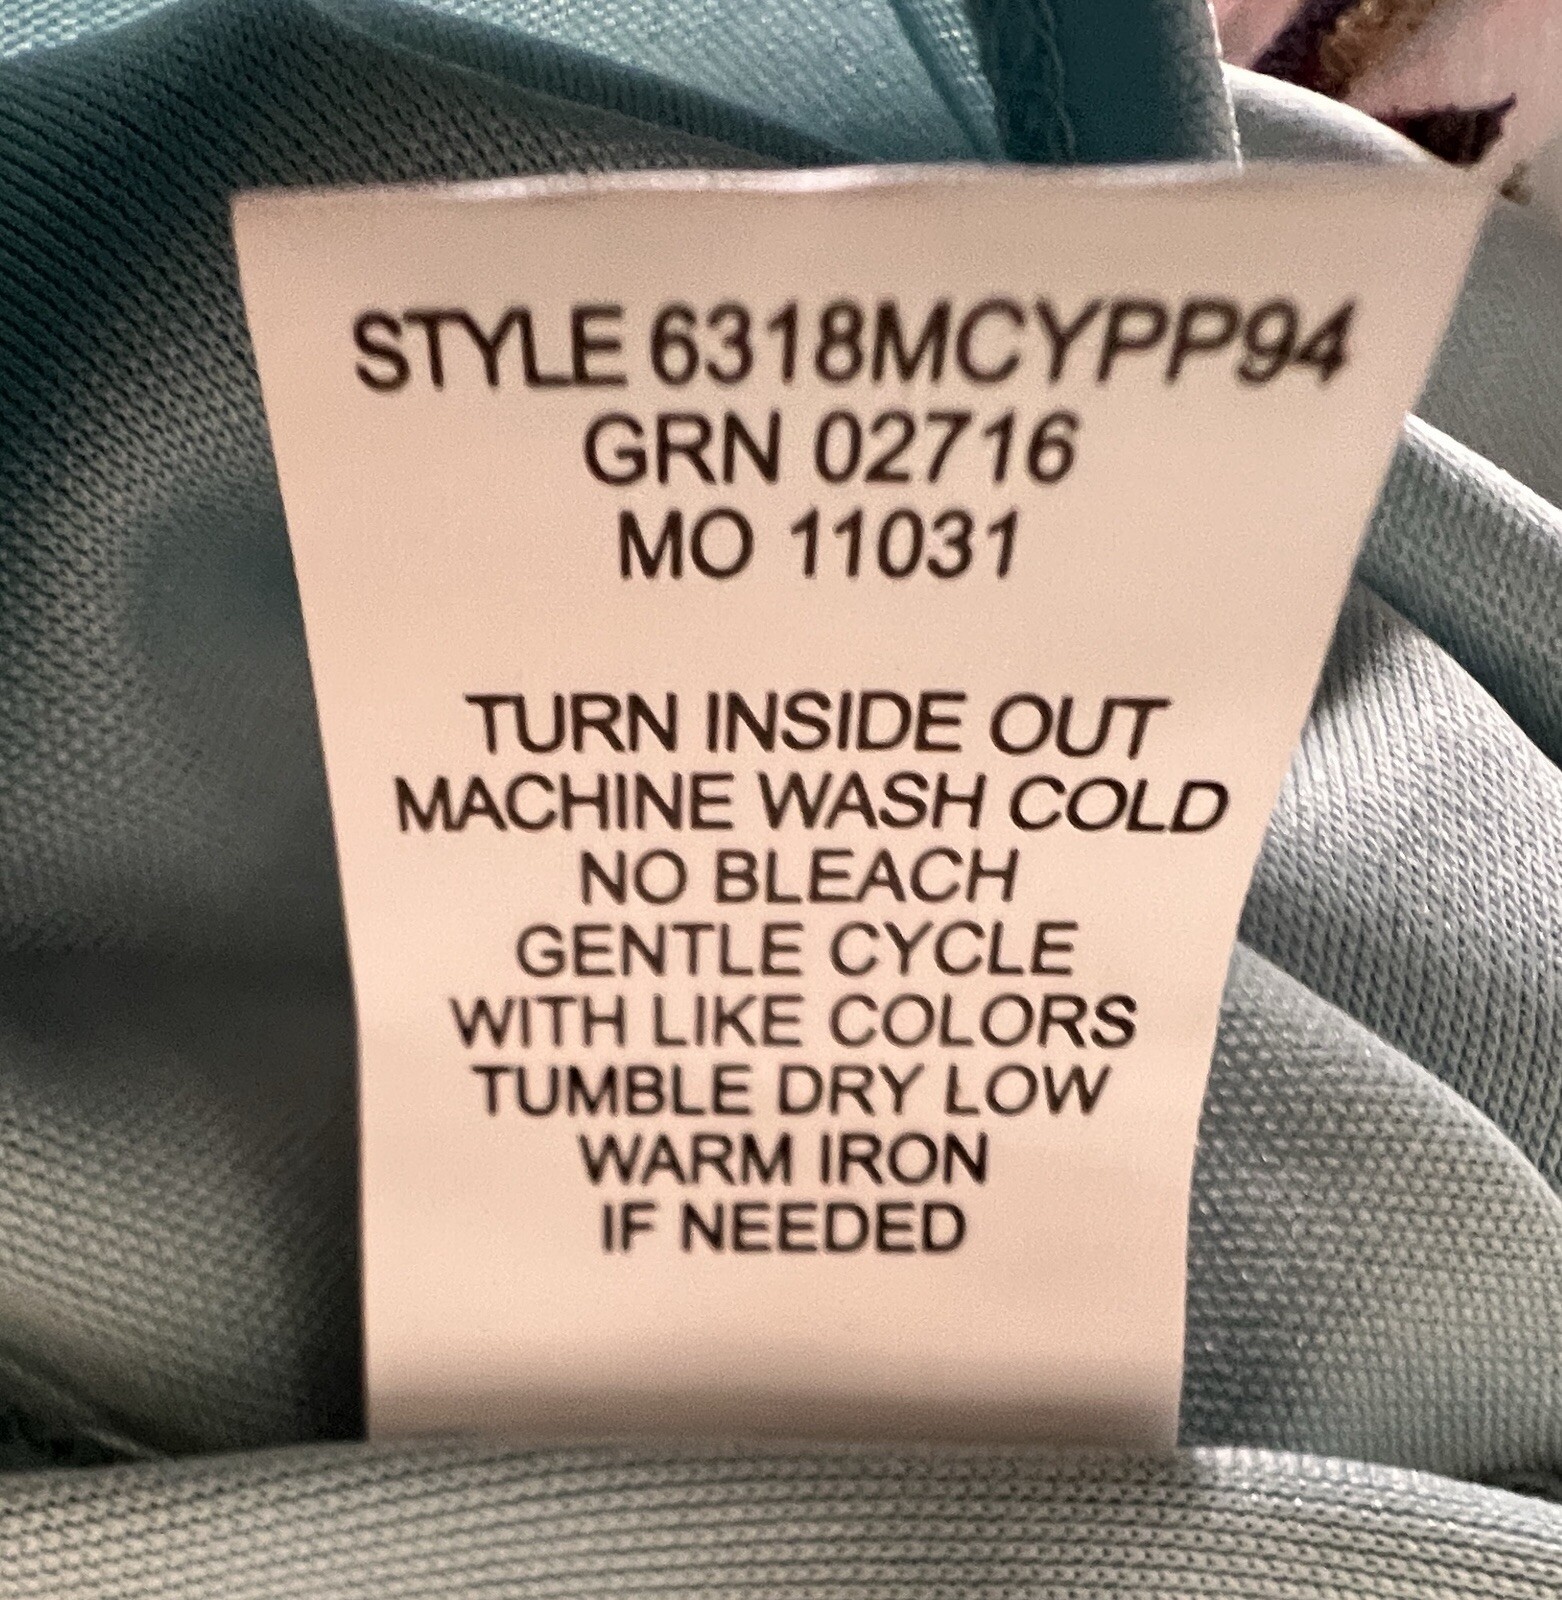 STYLE 6318MCYPP94
GRN 02716
MO 11031
TURN INSIDE OUT
MACHINE WASH COLD
NO BLEACH
GENTLE CYCLE
WITH LIKE COLORS
TUMBLE DRY LOW
WARM IRON
IF NEEDED